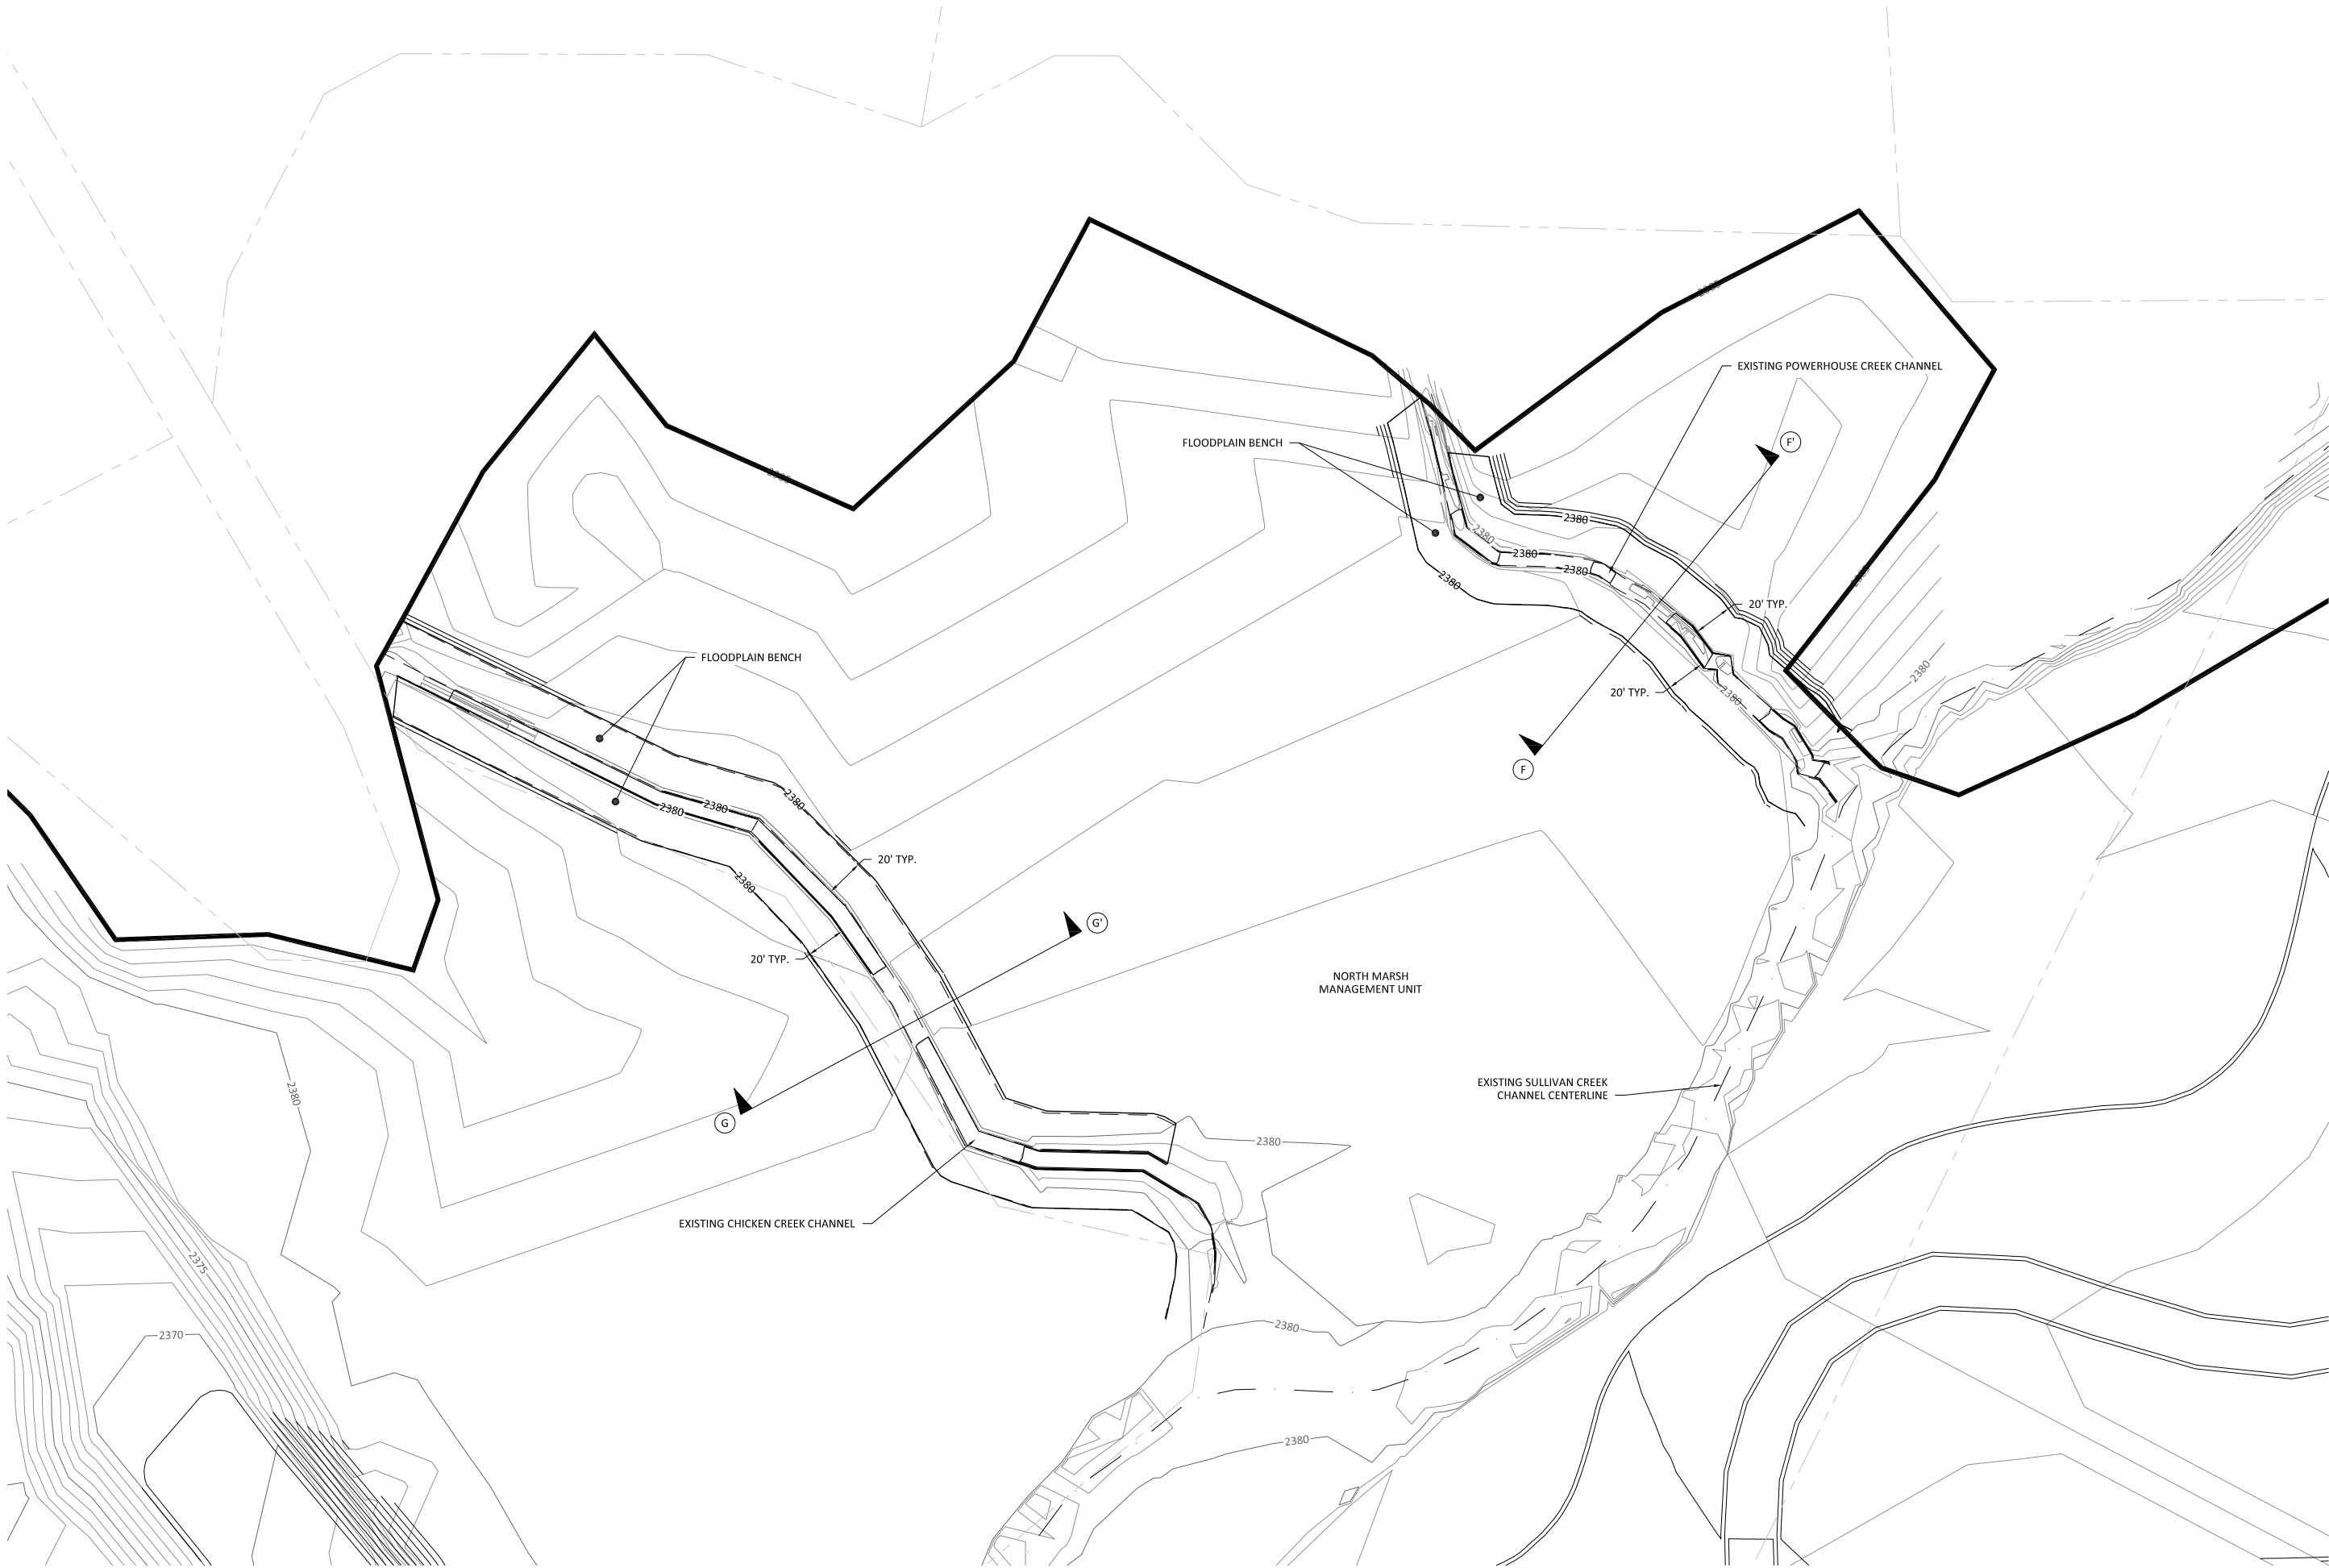 EXISTING POWERHOUSE CREEK CHANNEL
FLOODPLAIN BENCH
F'
2380
2380
2380
2380
2380
20' TYP.
FLOODPLAIN BENCH
2380
20' TYP.
2380
F
2380
2380
2380
20' TYP.
2380
G'
20' TYP.
NORTH MARSH
MANAGEMENT UNIT
EXISTING SULLIVAN CREEK
CHANNEL CENTERLINE
2380
G
2380
EXISTING CHICKEN CREEK CHANNEL
2375
2380
2370
2380